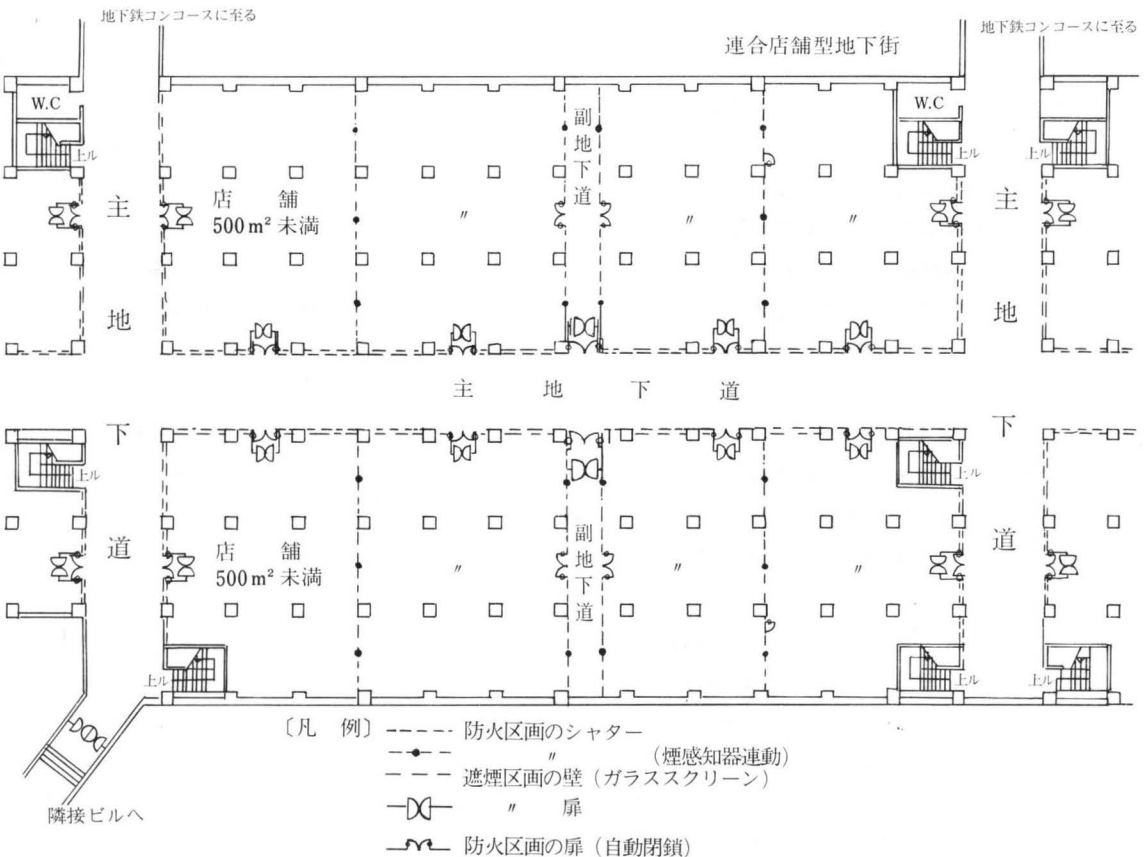 地下鉄コンコースに至る
地下鉄コンコースに至る
連合店舗型地下街
W.C
上ル
W.C
上ル
上ル
主地下道
店舗
500m² 未満
〃
副地下道
〃
〃
主地下道
主地下道
上ル
上ル
店舗
500m² 未満
〃
副地下道
〃
〃
上ル
上ル
上ル
隣接ビルへ
〔凡 例〕
防火区画のシャター
〃 (煙感知器連動)
遮煙区画の壁 (ガラススクリーン)
〃 扉
防火区画の扉 (自動閉鎖)